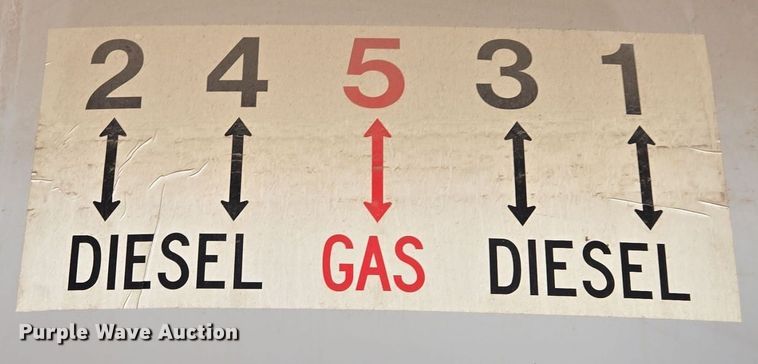 2 4 5 3 1
DIESEL GAS DIESEL
Purple Wave Auction